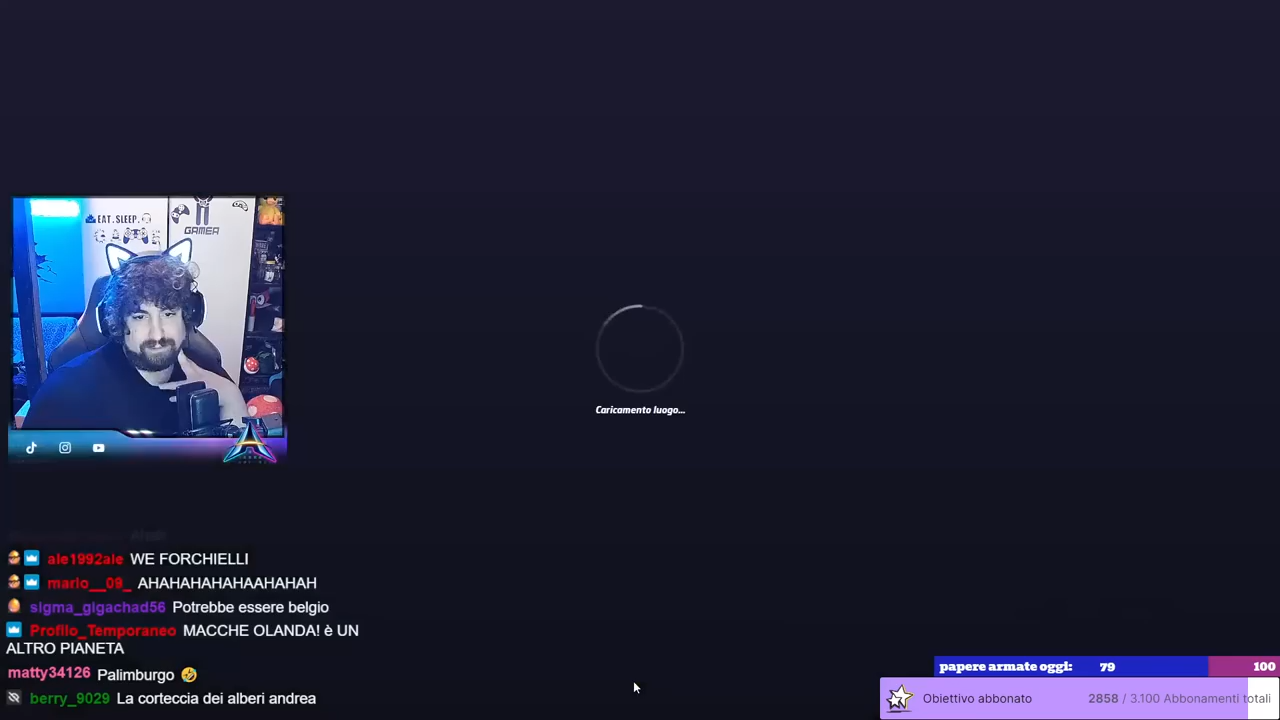 EAT.SLEEP.
GAMER
Caricamento luogo...
ale1992ale WE FORCHIELLI
mario__09_ AHAHAHAHAHAAHAHAH
sigma_gigachad56 Potrebbe essere belgio
Profilo_Temporaneo MACCHE OLANDA! è UN
ALTRO PIANETA
matty34126 Palimburgo 🤣
berry_9029 La corteccia dei alberi andrea
papere armate oggi: 79 100
Obiettivo abbonato 2858 / 3.100 Abbonamenti totali